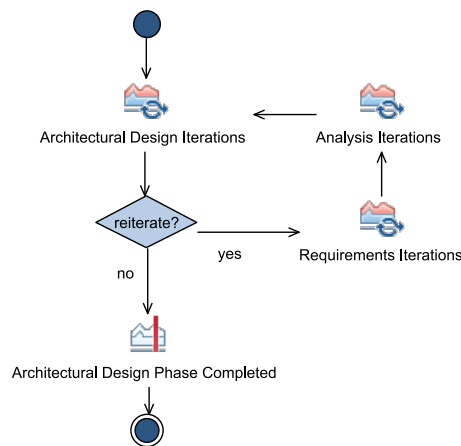 Architectural Design Iterations
Analysis Iterations
reiterate?
yes
Requirements Iterations
no
Architectural Design Phase Completed